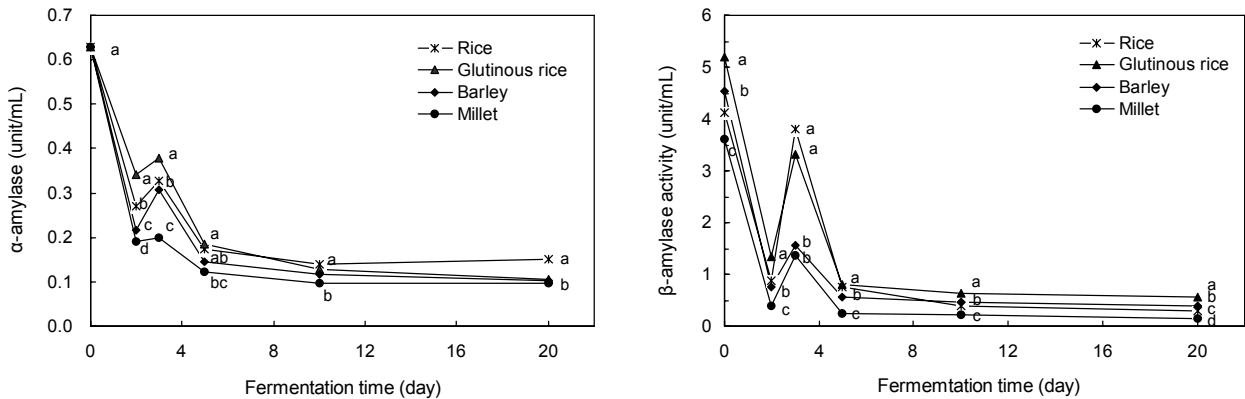 0.7
0.6
0.5
0.4
0.3
0.2
0.1
0.0
α-amylase (unit/mL)
0 4 8 12 16 20
Fermentation time (day)
Rice
Glutinous rice
Barley
Millet
a
a
b
c
d
a
b
c
a
ab
bc
a
b
a
b
6
5
4
3
2
1
0
β-amylase activity (unit/mL)
0 4 8 12 16 20
Fermemtation time (day)
Rice
Glutinous rice
Barley
Millet
a
b
c
a
b
c
a
a
b
b
a
b
c
a
b
c
a
b
c
d